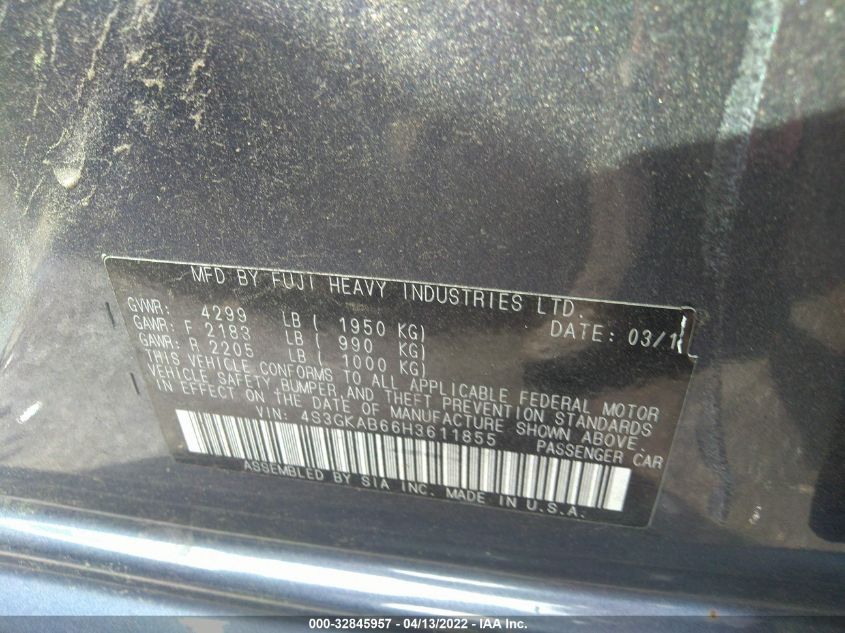 MFD BY FUJI HEAVY INDUSTRIES LTD.
GVWR: 4299 LB ( 1950 KG) DATE: 03/1
GAWR: F 2183 LB ( 990 KG)
GAWR: R 2205 LB ( 1000 KG)
THIS VEHICLE CONFORMS TO ALL APPLICABLE FEDERAL MOTOR
VEHICLE SAFETY, BUMPER, AND THEFT PREVENTION STANDARDS
IN EFFECT ON THE DATE OF MANUFACTURE SHOWN ABOVE
VIN: 4S3GKAB66H3611855 PASSENGER CAR
ASSEMBLED BY SIA INC. MADE IN U.S.A.
000-32845957 - 04/13/2022 - IAA Inc.